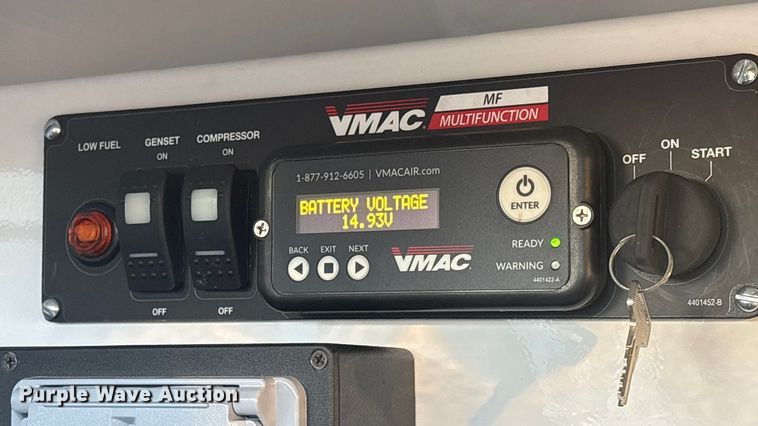 VMAC
MF
MULTIFUNCTION
LOW FUEL
GENSET
ON
COMPRESSOR
ON
OFF
OFF
1-877-912-6605 | VMACAIR.com
BATTERY VOLTAGE
14.93V
BACK EXIT NEXT
VMAC
ENTER
READY
WARNING
4401422-A
OFF
ON
START
4401452-B
Purple Wave Auction